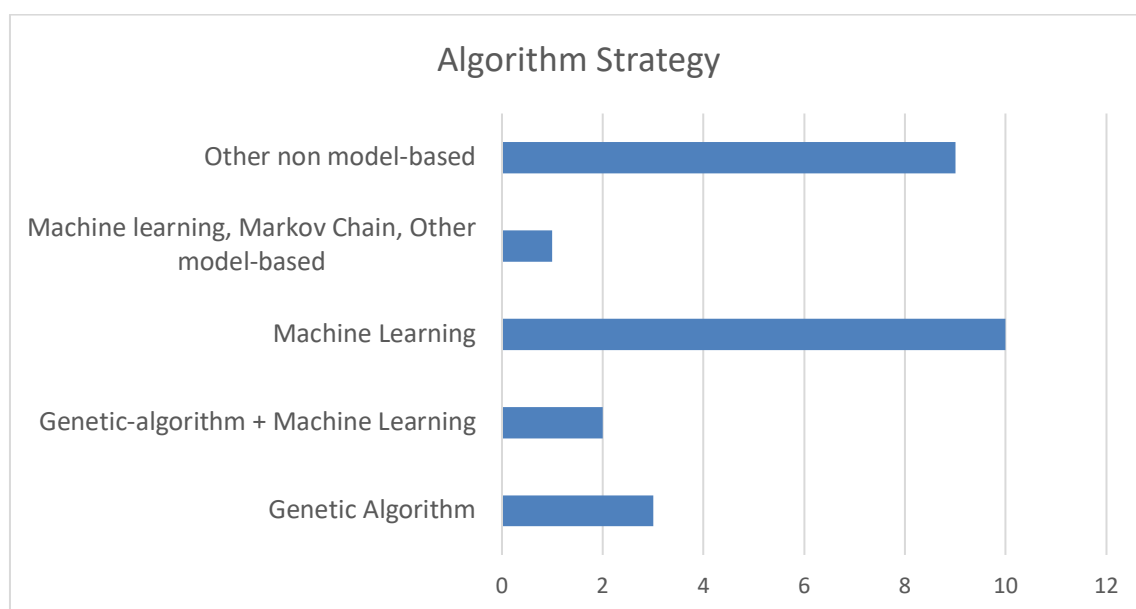 Algorithm Strategy
Other non model-based
Machine learning, Markov Chain, Other
model-based
Machine Learning
Genetic-algorithm + Machine Learning
Genetic Algorithm
0 2 4 6 8 10 12